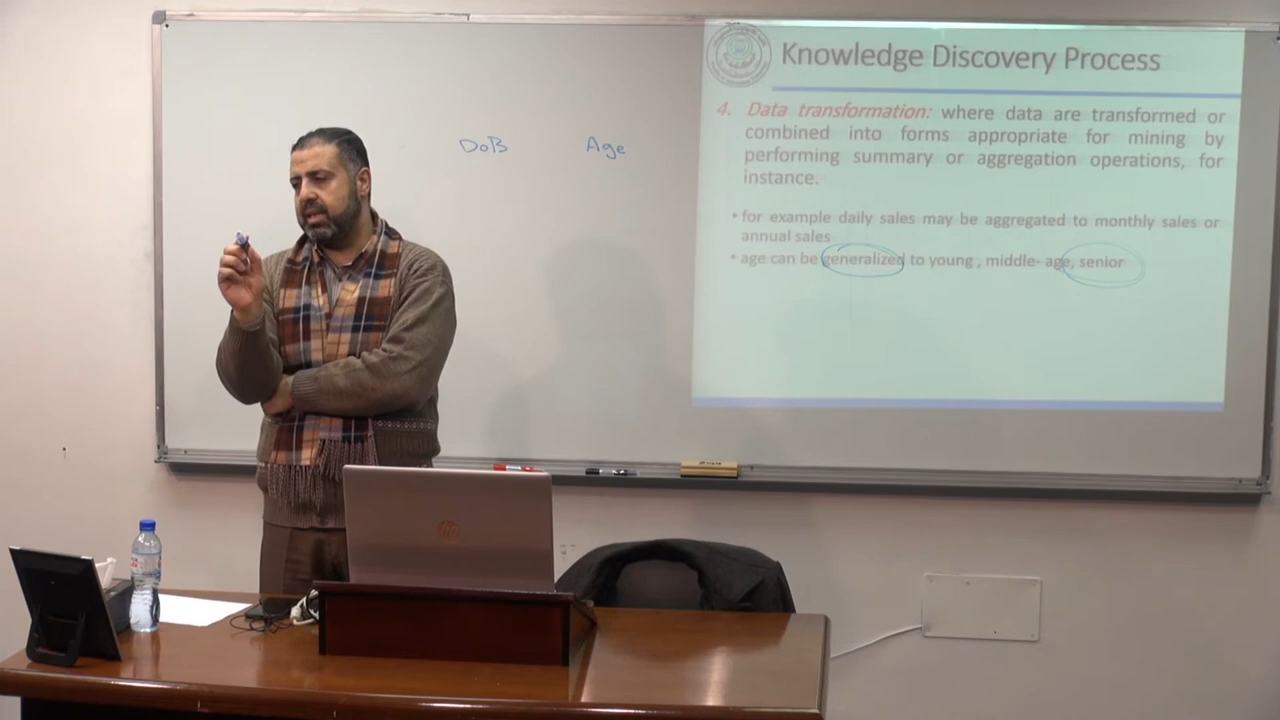 Knowledge Discovery Process
4. Data transformation: where data are transformed or
combined into forms appropriate for mining by
performing summary or aggregation operations, for
instance.
• for example daily sales may be aggregated to monthly sales or
annual sales
• age can be generalized to young , middle- age, senior
DoB Age
hp